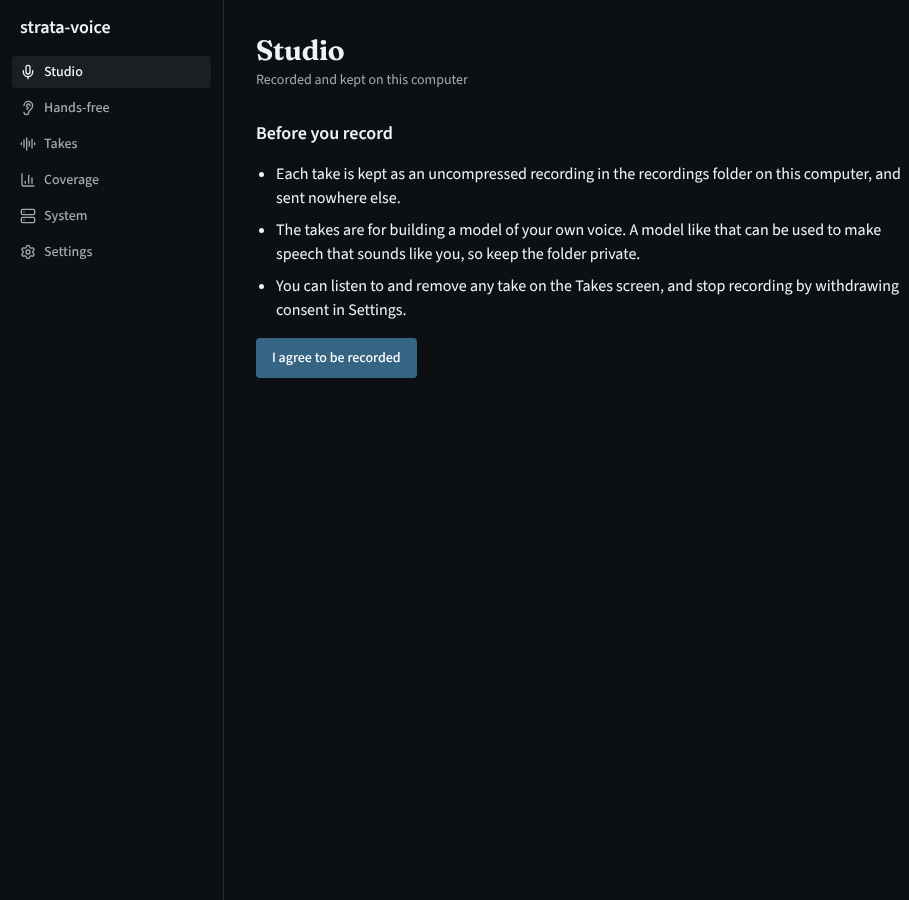 strata-voice
Studio
Hands-free
Takes
Coverage
System
Settings
Studio
Recorded and kept on this computer
Before you record
Each take is kept as an uncompressed recording in the recordings folder on this computer, and
sent nowhere else.
The takes are for building a model of your own voice. A model like that can be used to make
speech that sounds like you, so keep the folder private.
You can listen to and remove any take on the Takes screen, and stop recording by withdrawing
consent in Settings.
I agree to be recorded